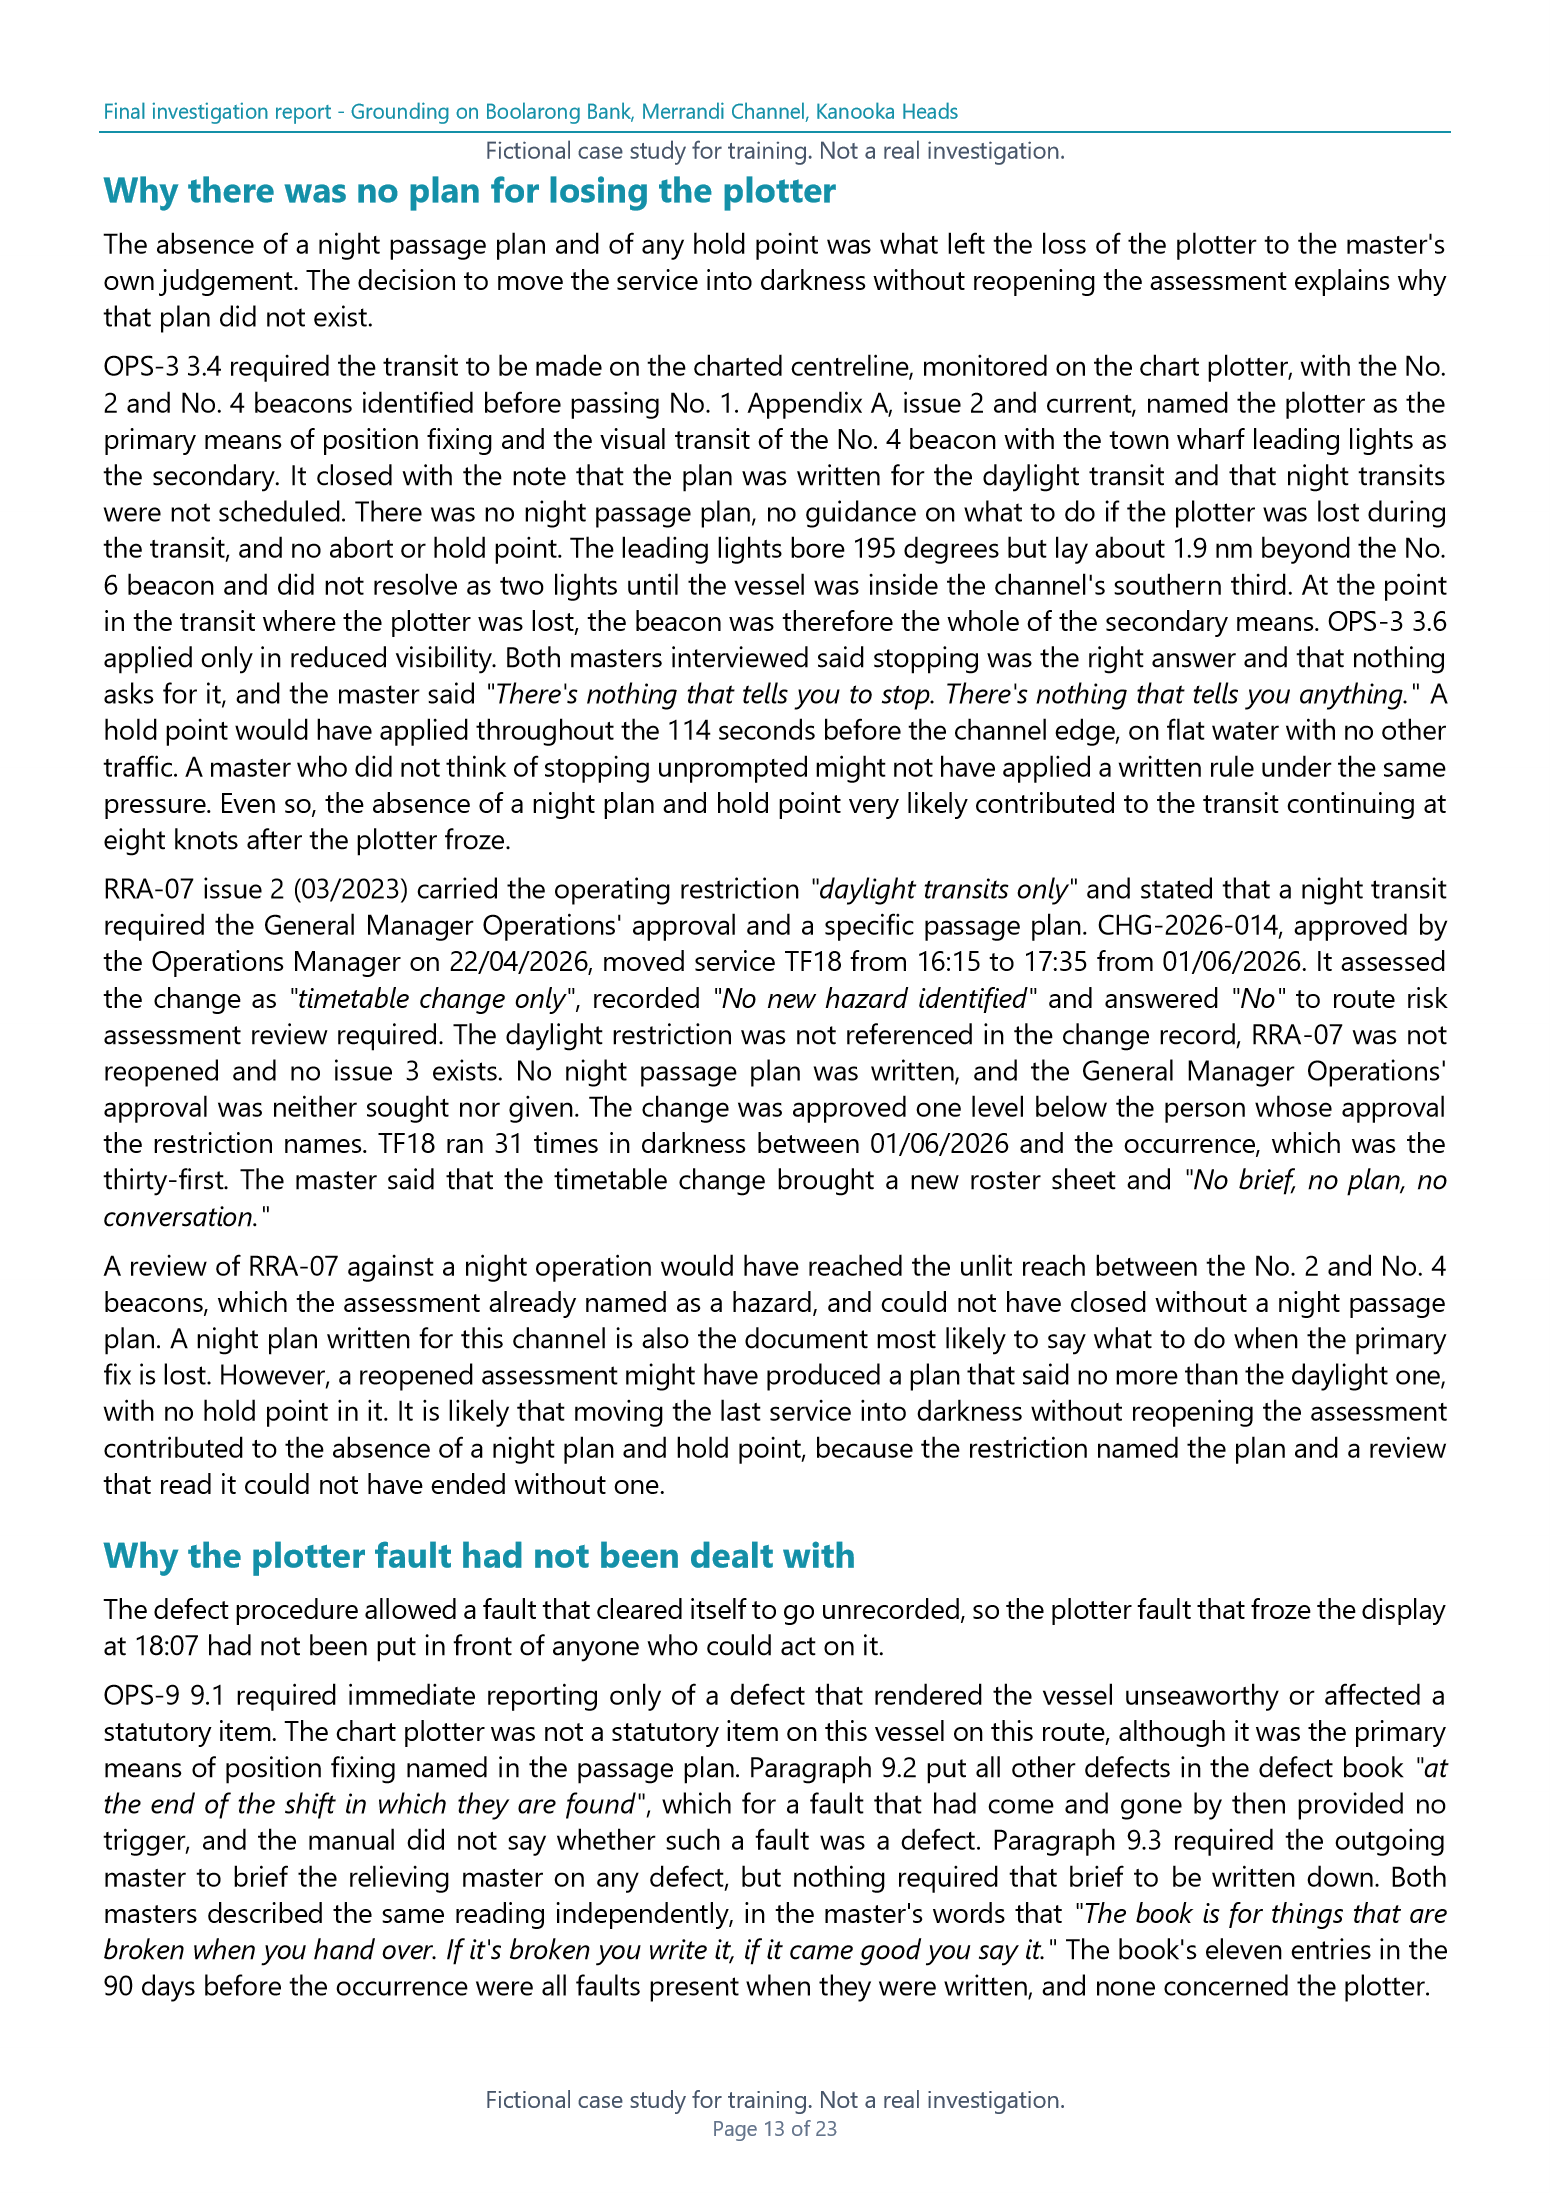 Final investigation report - Grounding on Boolarong Bank, Merrandi Channel, Kanooka Heads
Fictional case study for training. Not a real investigation.
Why there was no plan for losing the plotter
The absence of a night passage plan and of any hold point was what left the loss of the plotter to the master's
own judgement. The decision to move the service into darkness without reopening the assessment explains why
that plan did not exist.
OPS-3 3.4 required the transit to be made on the charted centreline, monitored on the chart plotter, with the No.
2 and No. 4 beacons identified before passing No. 1. Appendix A, issue 2 and current, named the plotter as the
primary means of position fixing and the visual transit of the No. 4 beacon with the town wharf leading lights as
the secondary. It closed with the note that the plan was written for the daylight transit and that night transits
were not scheduled. There was no night passage plan, no guidance on what to do if the plotter was lost during
the transit, and no abort or hold point. The leading lights bore 195 degrees but lay about 1.9 nm beyond the No.
6 beacon and did not resolve as two lights until the vessel was inside the channel's southern third. At the point
in the transit where the plotter was lost, the beacon was therefore the whole of the secondary means. OPS-3 3.6
applied only in reduced visibility. Both masters interviewed said stopping was the right answer and that nothing
asks for it, and the master said "There's nothing that tells you to stop. There's nothing that tells you anything." A
hold point would have applied throughout the 114 seconds before the channel edge, on flat water with no other
traffic. A master who did not think of stopping unprompted might not have applied a written rule under the same
pressure. Even so, the absence of a night plan and hold point very likely contributed to the transit continuing at
eight knots after the plotter froze.
RRA-07 issue 2 (03/2023) carried the operating restriction "daylight transits only" and stated that a night transit
required the General Manager Operations' approval and a specific passage plan. CHG-2026-014, approved by
the Operations Manager on 22/04/2026, moved service TF18 from 16:15 to 17:35 from 01/06/2026. It assessed
the change as "timetable change only", recorded "No new hazard identified" and answered "No" to route risk
assessment review required. The daylight restriction was not referenced in the change record, RRA-07 was not
reopened and no issue 3 exists. No night passage plan was written, and the General Manager Operations'
approval was neither sought nor given. The change was approved one level below the person whose approval
the restriction names. TF18 ran 31 times in darkness between 01/06/2026 and the occurrence, which was the
thirty-first. The master said that the timetable change brought a new roster sheet and "No brief, no plan, no
conversation."
A review of RRA-07 against a night operation would have reached the unlit reach between the No. 2 and No. 4
beacons, which the assessment already named as a hazard, and could not have closed without a night passage
plan. A night plan written for this channel is also the document most likely to say what to do when the primary
fix is lost. However, a reopened assessment might have produced a plan that said no more than the daylight one,
with no hold point in it. It is likely that moving the last service into darkness without reopening the assessment
contributed to the absence of a night plan and hold point, because the restriction named the plan and a review
that read it could not have ended without one.
Why the plotter fault had not been dealt with
The defect procedure allowed a fault that cleared itself to go unrecorded, so the plotter fault that froze the display
at 18:07 had not been put in front of anyone who could act on it.
OPS-9 9.1 required immediate reporting only of a defect that rendered the vessel unseaworthy or affected a
statutory item. The chart plotter was not a statutory item on this vessel on this route, although it was the primary
means of position fixing named in the passage plan. Paragraph 9.2 put all other defects in the defect book "at
the end of the shift in which they are found", which for a fault that had come and gone by then provided no
trigger, and the manual did not say whether such a fault was a defect. Paragraph 9.3 required the outgoing
master to brief the relieving master on any defect, but nothing required that brief to be written down. Both
masters described the same reading independently, in the master's words that "The book is for things that are
broken when you hand over. If it's broken you write it, if it came good you say it." The book's eleven entries in the
90 days before the occurrence were all faults present when they were written, and none concerned the plotter.
Fictional case study for training. Not a real investigation.
Page 13 of 23